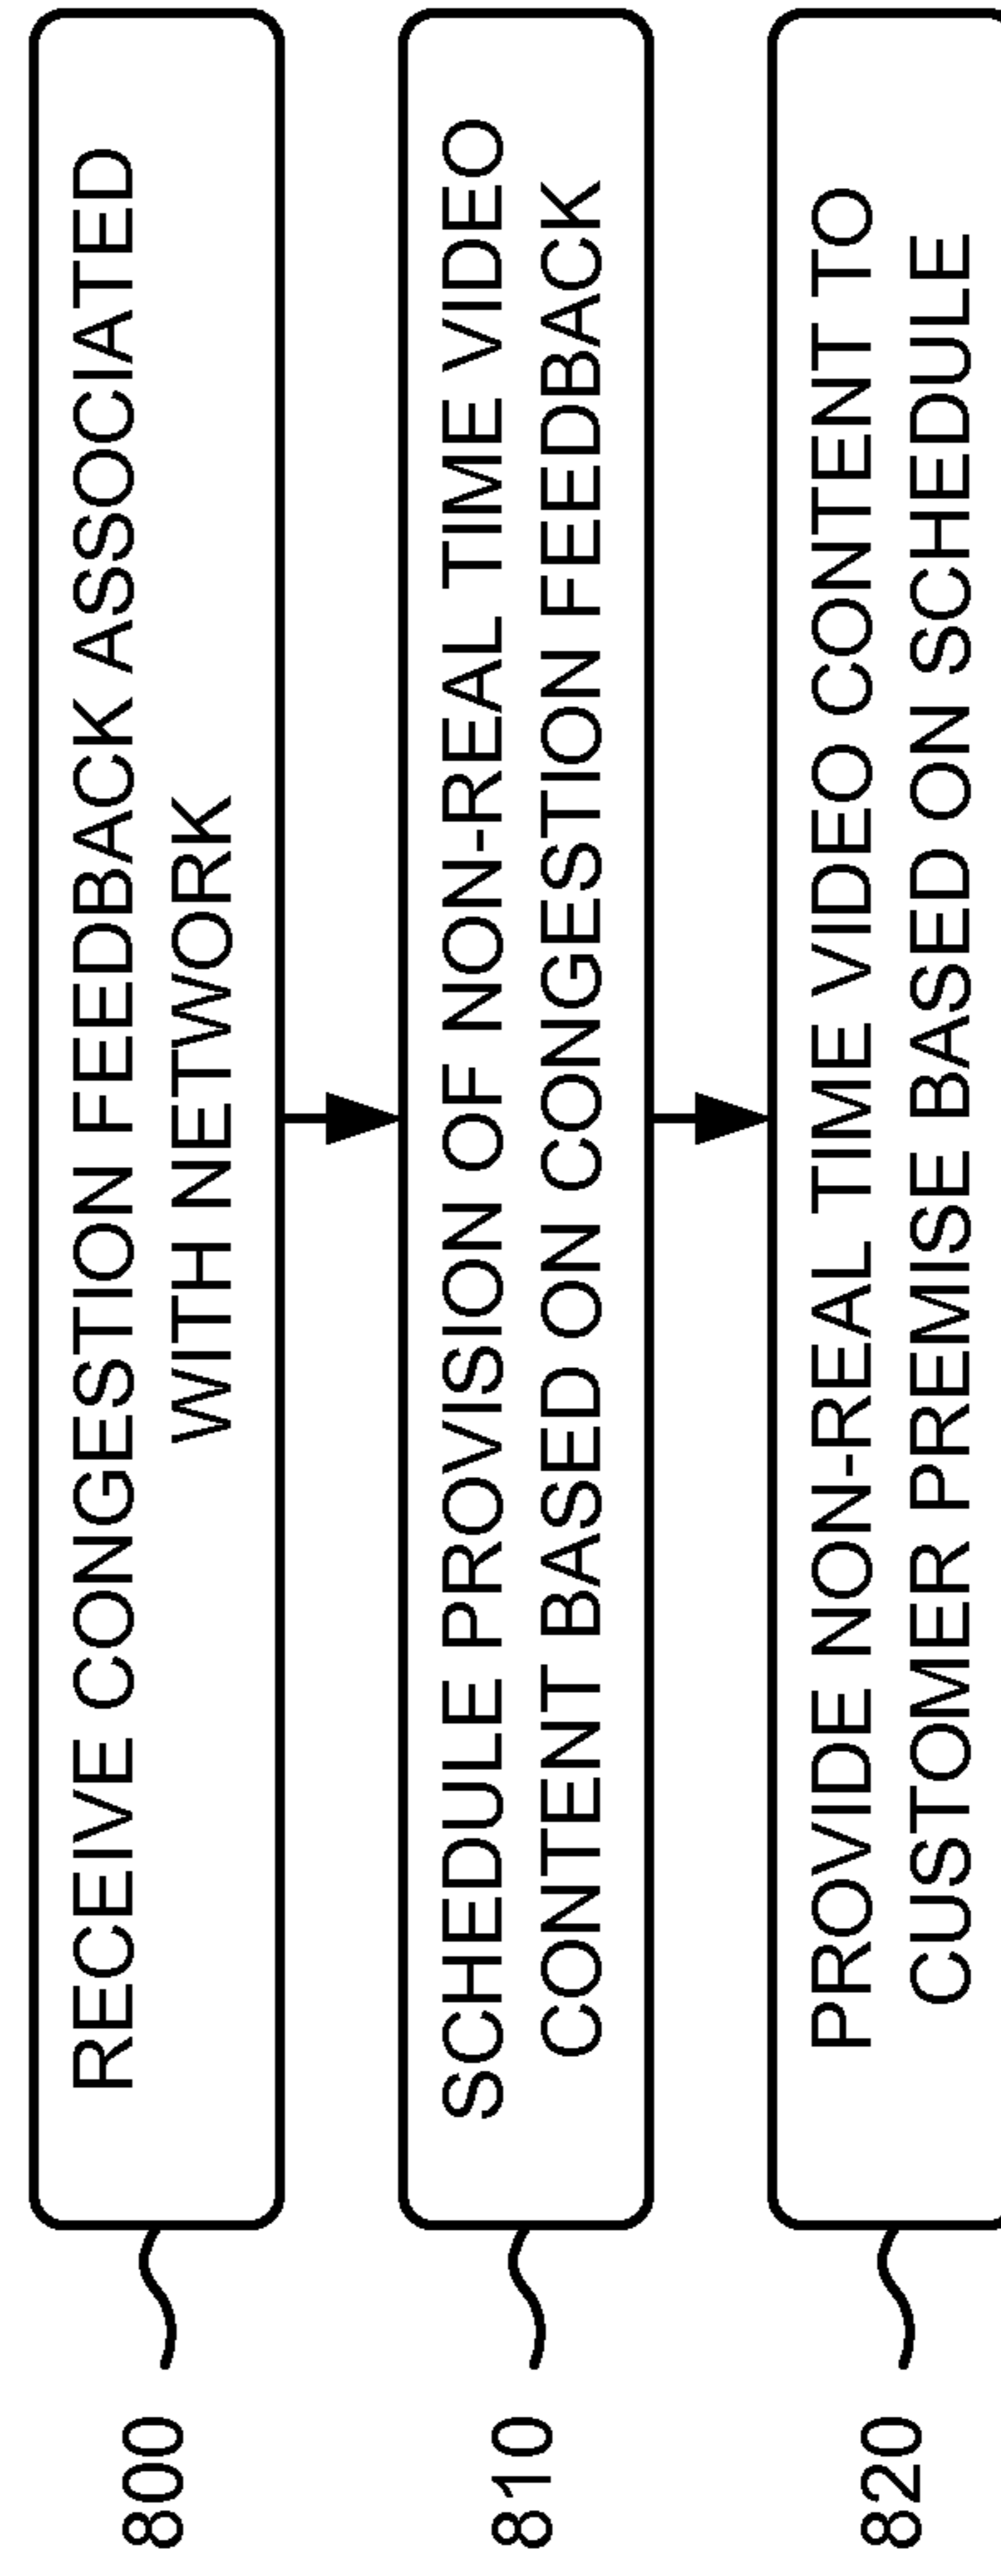 800
RECEIVE CONGESTION FEEDBACK ASSOCIATED
WITH NETWORK
810
SCHEDULE PROVISION OF NON-REAL TIME VIDEO
CONTENT BASED ON CONGESTION FEEDBACK
820
PROVIDE NON-REAL TIME VIDEO CONTENT TO
CUSTOMER PREMISE BASED ON SCHEDULE